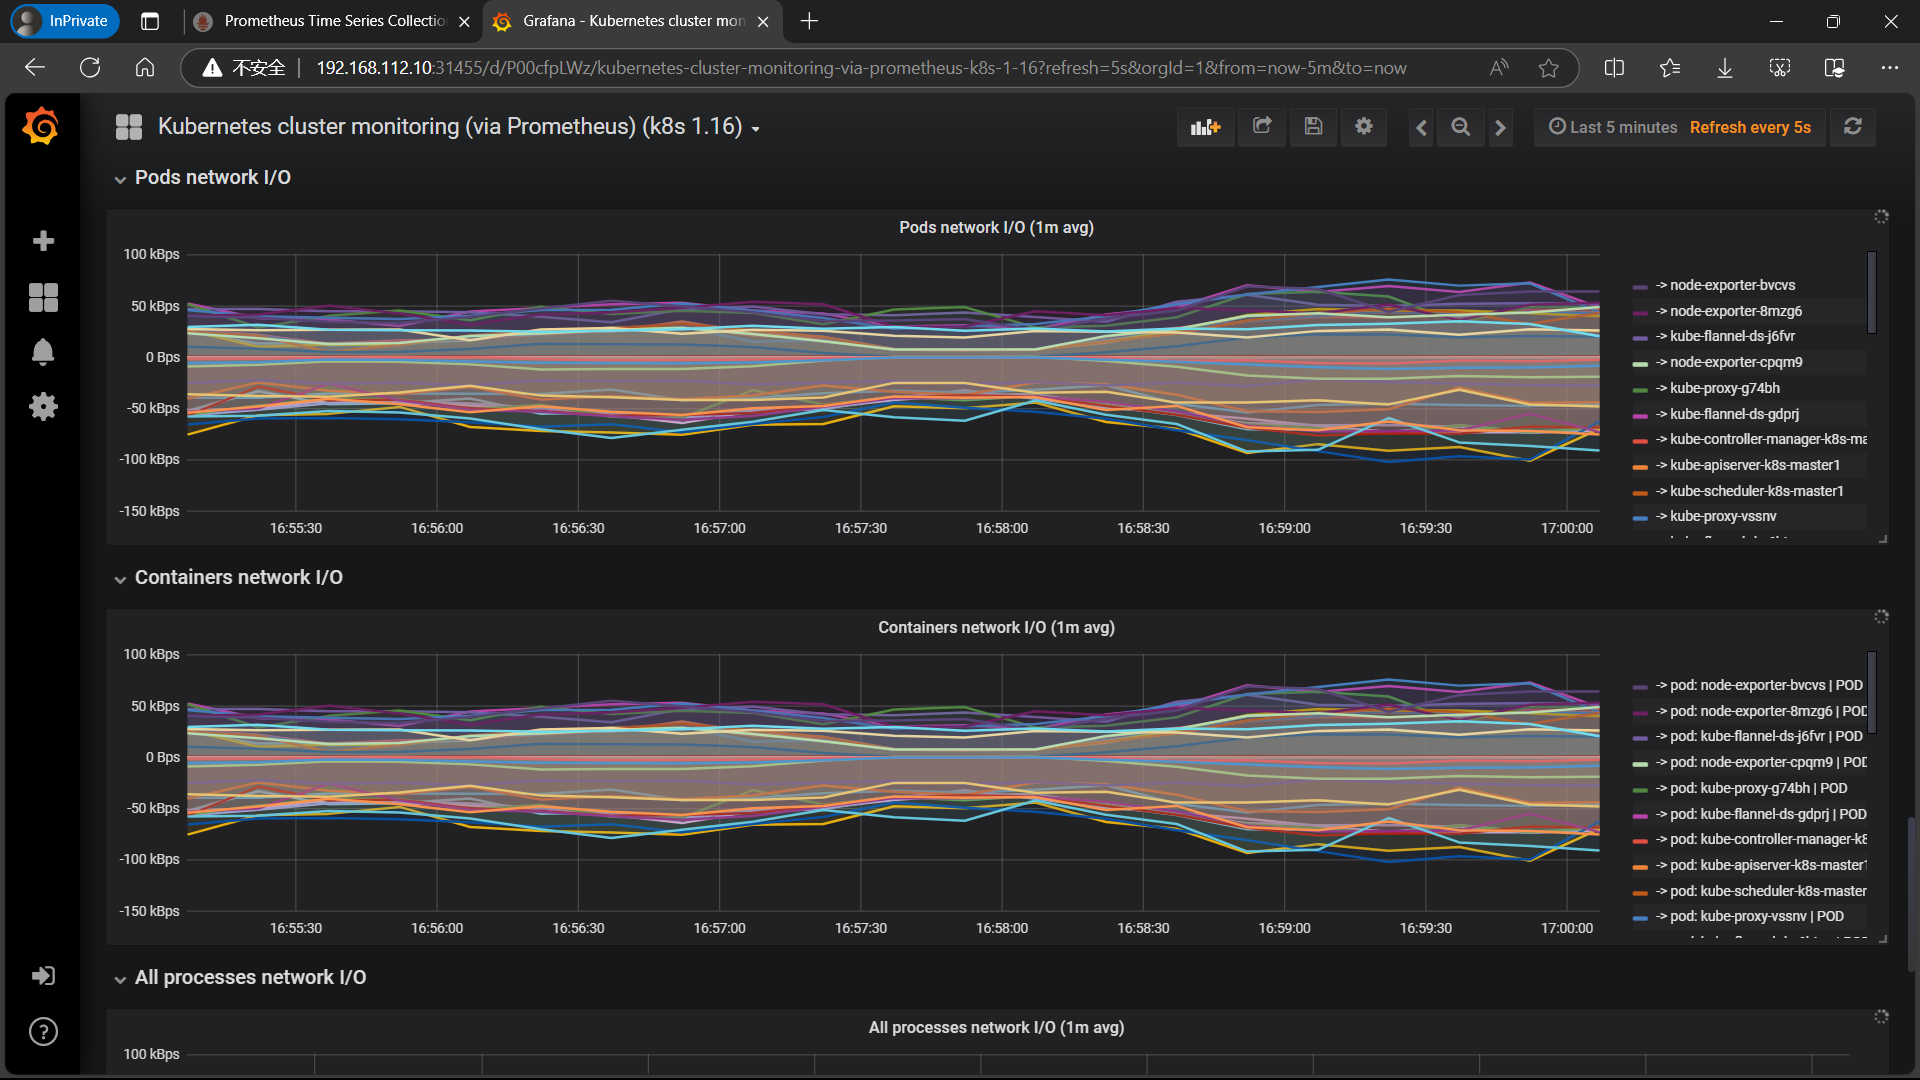 InPrivate
Prometheus Time Series Collectio
Grafana - Kubernetes cluster mon
不安全
192.168.112.10:31455/d/P00cfpLWz/kubernetes-cluster-monitoring-via-prometheus-k8s-1-16?refresh=5s&orgId=1&from=now-5m&to=now
Kubernetes cluster monitoring (via Prometheus) (k8s 1.16)
Last 5 minutes Refresh every 5s
Pods network I/O
Pods network I/O (1m avg)
100 kBps
50 kBps
0 Bps
-50 kBps
-100 kBps
-150 kBps
16:55:30 16:56:00 16:56:30 16:57:00 16:57:30 16:58:00 16:58:30 16:59:00 16:59:30 17:00:00
-> node-exporter-bvcvs
-> node-exporter-8mzg6
-> kube-flannel-ds-j6fvr
-> node-exporter-cpqm9
-> kube-proxy-g74bh
-> kube-flannel-ds-gdprj
-> kube-controller-manager-k8s-ma
-> kube-apiserver-k8s-master1
-> kube-scheduler-k8s-master1
-> kube-proxy-vssnv
Containers network I/O
Containers network I/O (1m avg)
100 kBps
50 kBps
0 Bps
-50 kBps
-100 kBps
-150 kBps
16:55:30 16:56:00 16:56:30 16:57:00 16:57:30 16:58:00 16:58:30 16:59:00 16:59:30 17:00:00
-> pod: node-exporter-bvcvs | POD
-> pod: node-exporter-8mzg6 | POD
-> pod: kube-flannel-ds-j6fvr | POD
-> pod: node-exporter-cpqm9 | POD
-> pod: kube-proxy-g74bh | POD
-> pod: kube-flannel-ds-gdprj | POD
-> pod: kube-controller-manager-k8
-> pod: kube-apiserver-k8s-master1
-> pod: kube-scheduler-k8s-master
-> pod: kube-proxy-vssnv | POD
All processes network I/O
All processes network I/O (1m avg)
100 kBps